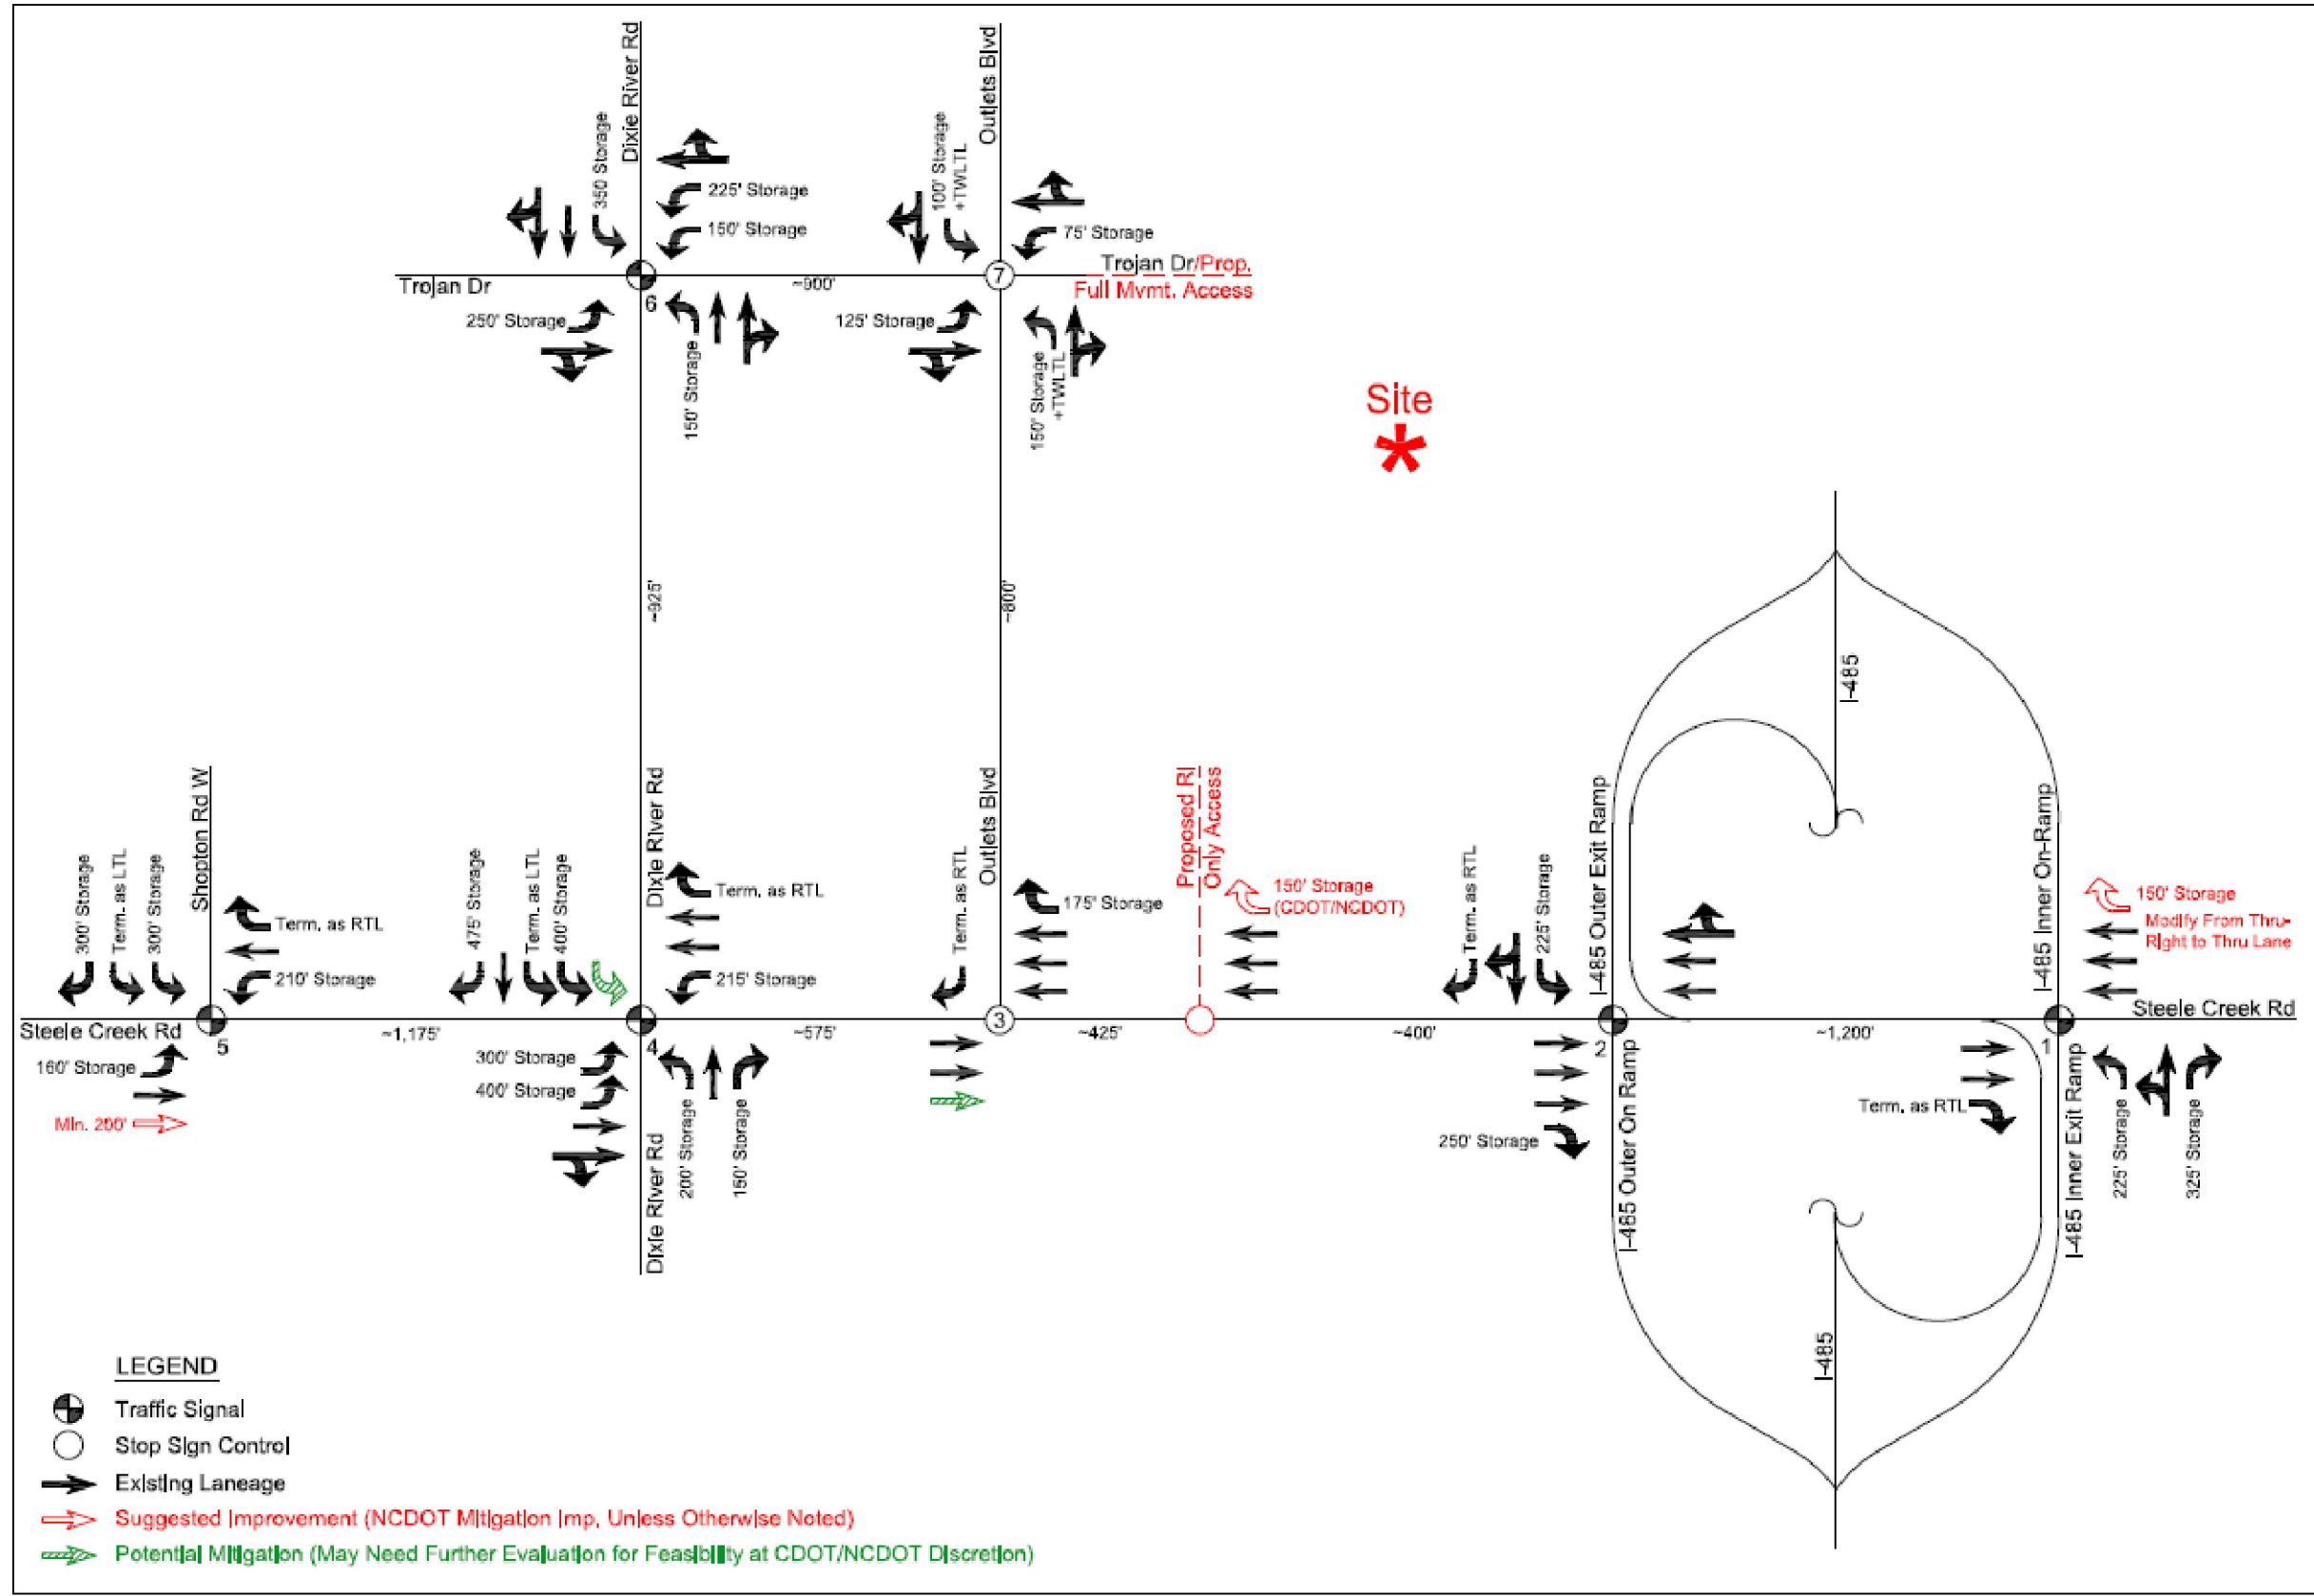 Dixie River Rd
Outlets Blvd
350 Storage
225' Storage
150' Storage
100' Storage
+TWLTL
75' Storage
Trojan Dr
6
~900'
7
Trojan Dr/Prop.
Full Mvmt. Access
250' Storage
150' Storage
125' Storage
150' Storage
+TWLTL
Site
*
~925'
~800'
I-485
Shopton Rd W
300' Storage
Term. as LTL
300' Storage
Term. as RTL
210' Storage
475' Storage
Term. as LTL
400' Storage
Dixie River Rd
Term. as RTL
215' Storage
Term. as RTL
Outlets Blvd
175' Storage
Proposed RI
Only Access
150' Storage
(CDOT/NCDOT)
Term. as RTL
225' Storage
I-485 Outer Exit Ramp
I-485 Inner On-Ramp
150' Storage
Modify From Thru-
Right to Thru Lane
Steele Creek Rd
5
~1,175'
4
~575'
3
~425'
~400'
2
~1,200'
1
Steele Creek Rd
160' Storage
Min. 200'
300' Storage
400' Storage
Dixie River Rd
200' Storage
150' Storage
250' Storage
I-485 Outer On Ramp
Term. as RTL
I-485 Inner Exit Ramp
225' Storage
325' Storage
I-485
LEGEND
Traffic Signal
Stop Sign Control
Existing Laneage
Suggested Improvement (NCDOT Mitigation Imp. Unless Otherwise Noted)
Potential Mitigation (May Need Further Evaluation for Feasibility at CDOT/NCDOT Discretion)